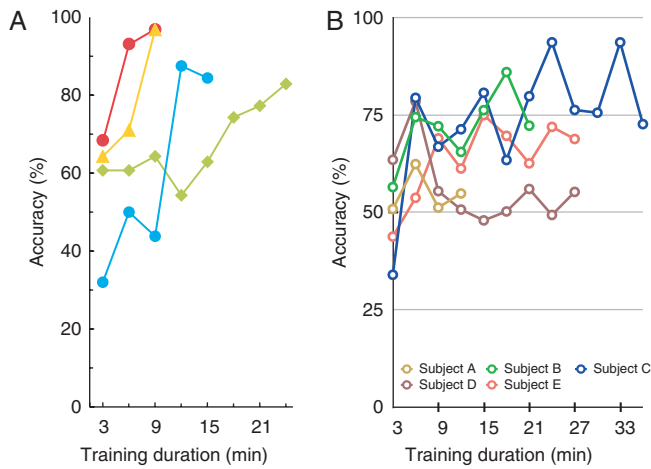 A
Accuracy (%)
100
80
60
40
20
0
3 9 15 21
Training duration (min)
B
Accuracy (%)
100
75
50
25
0
Subject A Subject B Subject C
Subject D Subject E
3 9 15 21 27 33
Training duration (min)